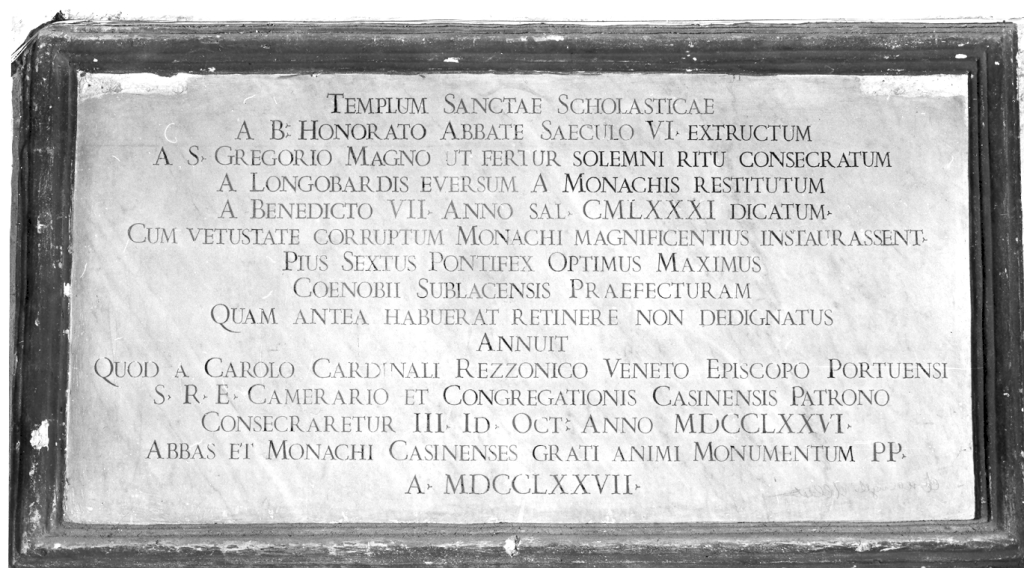 TEMPLUM SANCTAE SCHOLASTICAE
A B: HONORATO ABBATE SAECULO VI· EXTRUCTUM
A S· GREGORIO MAGNO UT FERTUR SOLEMNI RITU CONSECRATUM
A LONGOBARDIS EVERSUM A MONACHIS RESTITUTUM
A BENEDICTO VII· ANNO SAL· CMLXXXI DICATUM·
CUM VETUSTATE CORRUPTUM MONACHI MAGNIFICENTIUS INSTAURASSENT·
PIUS SEXTUS PONTIFEX OPTIMUS MAXIMUS
COENOBII SUBLACENSIS PRAEFECTURAM
QUAM ANTEA HABUERAT RETINERE NON DEDIGNATUS
ANNUIT
QUOD A CAROLO CARDINALI REZZONICO VENETO EPISCOPO PORTUENSI
S· R· E· CAMERARIO ET CONGREGATIONIS CASINENSIS PATRONO
CONSECRARETUR III· ID· OCT: ANNO MDCCLXXVI·
ABBAS ET MONACHI CASINENSES GRATI ANIMI MONUMENTUM PP·
A· MDCCLXXVII·